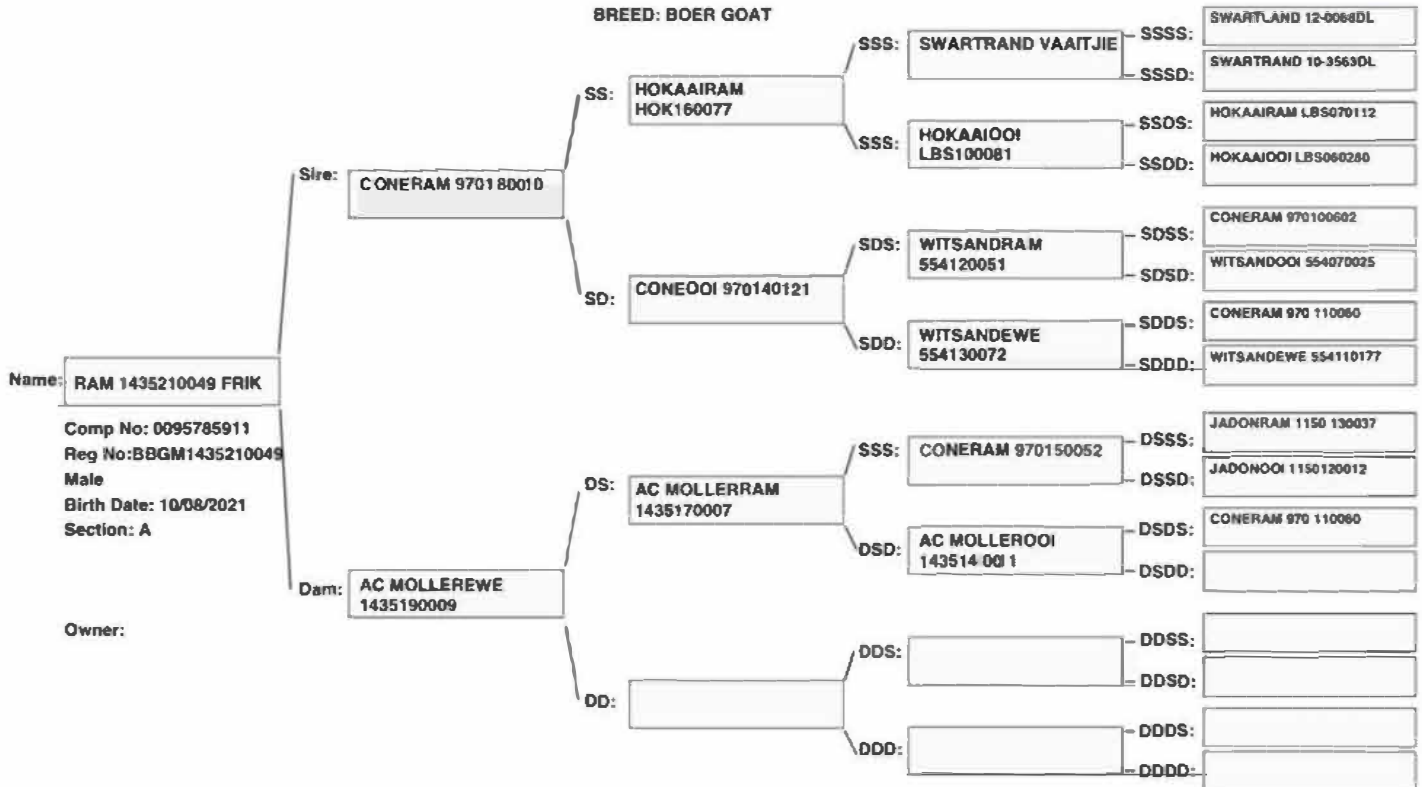 BREED: BOER GOAT
Name: RAM 1435210049 FRIK
Comp No: 0095785911
Reg No:BBGM1435210049
Male
Birth Date: 10/08/2021
Section: A
Owner:
Sire: CONERAM 970180010
Dam: AC MOLLEREWE
1435190009
SS: HOKAAIRAM
HOK160077
SD: CONEOOI 970140121
DS: AC MOLLERRAM
1435170007
DD:
SSS: SWARTRAND VAAITJIE
SSS: HOKAAIOOI
LBS100081
SDS: WITSANDRAM
554120051
SDD: WITSANDEWE
554130072
SSS: CONERAM 970150052
DSD: AC MOLLEROOI
143514 0011
DDS:
DDD:
SSSS: SWARTLAND 12-0068DL
SSSD: SWARTRAND 10-3563DL
SSDS: HOKAAIRAM LBS070112
SSDD: HOKAAIOOI LBS060280
SDSS: CONERAM 970100602
SDSD: WITSANDOOI 554070025
SDDS: CONERAM 970 110060
SDDD: WITSANDEWE 554110177
DSSS: JADONRAM 1150 130037
DSSD: JADONOOI 1150120012
DSDS: CONERAM 970 110060
DSDD:
DDSS:
DDSD:
DDDS:
DDDD: